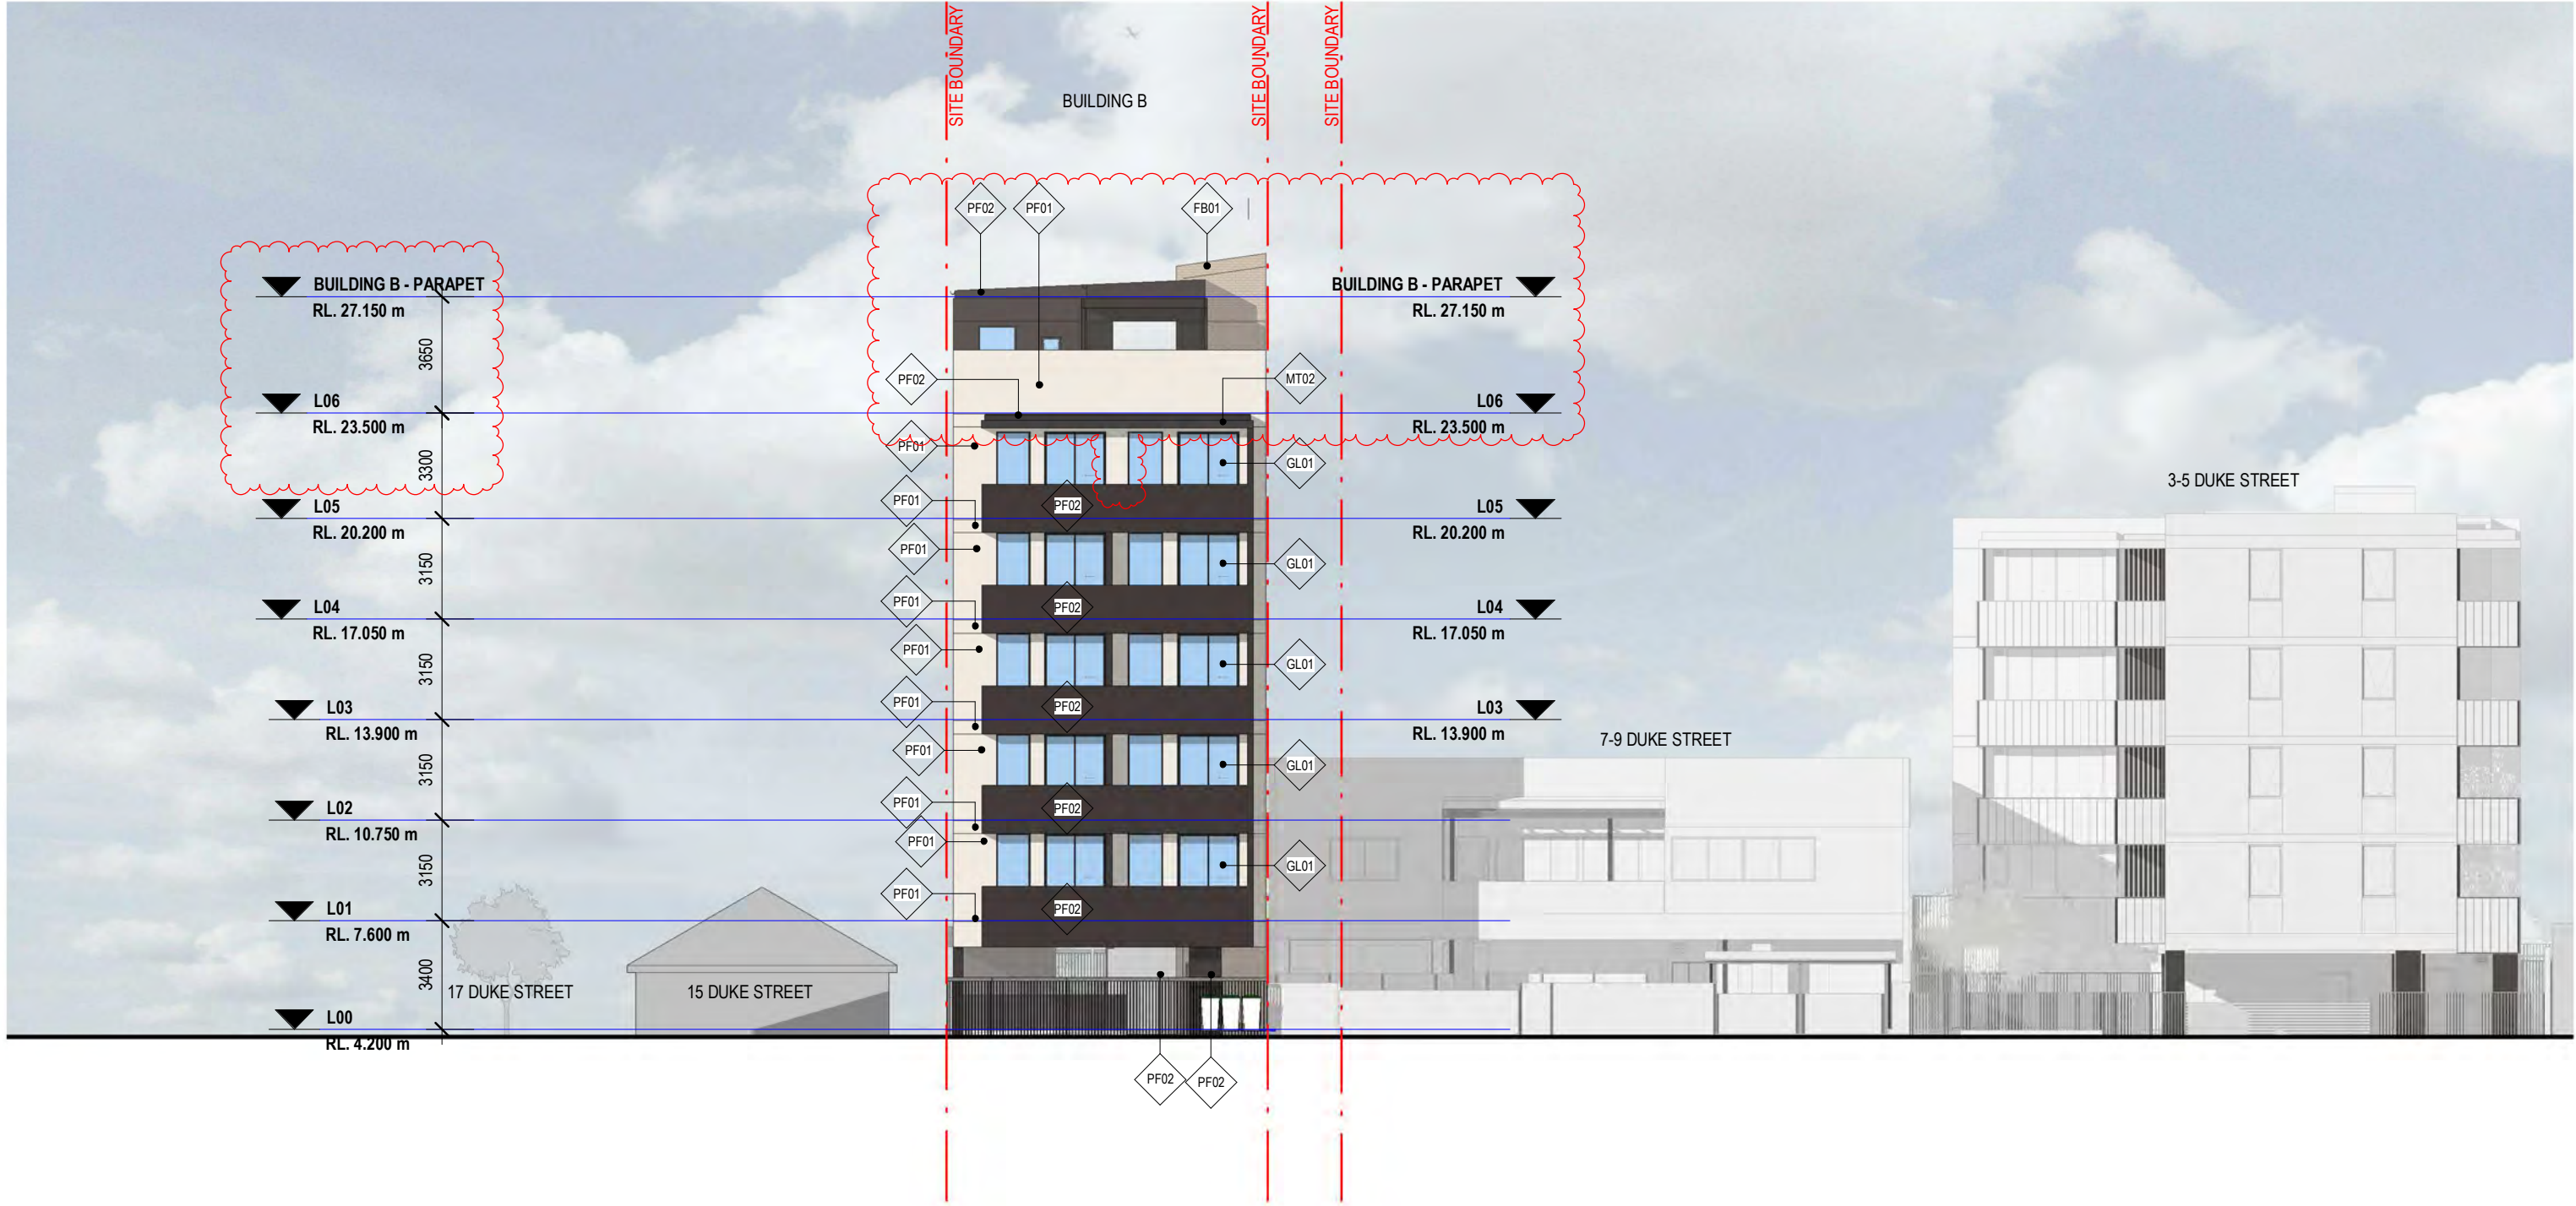 SITE BOUNDARY
SITE BOUNDARY
SITE BOUNDARY
BUILDING B
PF02
PF01
FB01
BUILDING B - PARAPET
RL. 27.150 m
BUILDING B - PARAPET
RL. 27.150 m
3650
PF02
MT02
L06
RL. 23.500 m
L06
RL. 23.500 m
PF01
3300
GL01
3-5 DUKE STREET
L05
RL. 20.200 m
PF01
PF02
L05
RL. 20.200 m
PF01
3150
GL01
L04
RL. 17.050 m
PF01
PF02
L04
RL. 17.050 m
PF01
3150
GL01
L03
RL. 13.900 m
PF01
PF02
L03
RL. 13.900 m
7-9 DUKE STREET
PF01
3150
GL01
L02
RL. 10.750 m
PF01
PF02
PF01
3150
GL01
L01
RL. 7.600 m
PF01
PF02
3400
17 DUKE STREET
15 DUKE STREET
L00
RL. 4.200 m
PF02
PF02